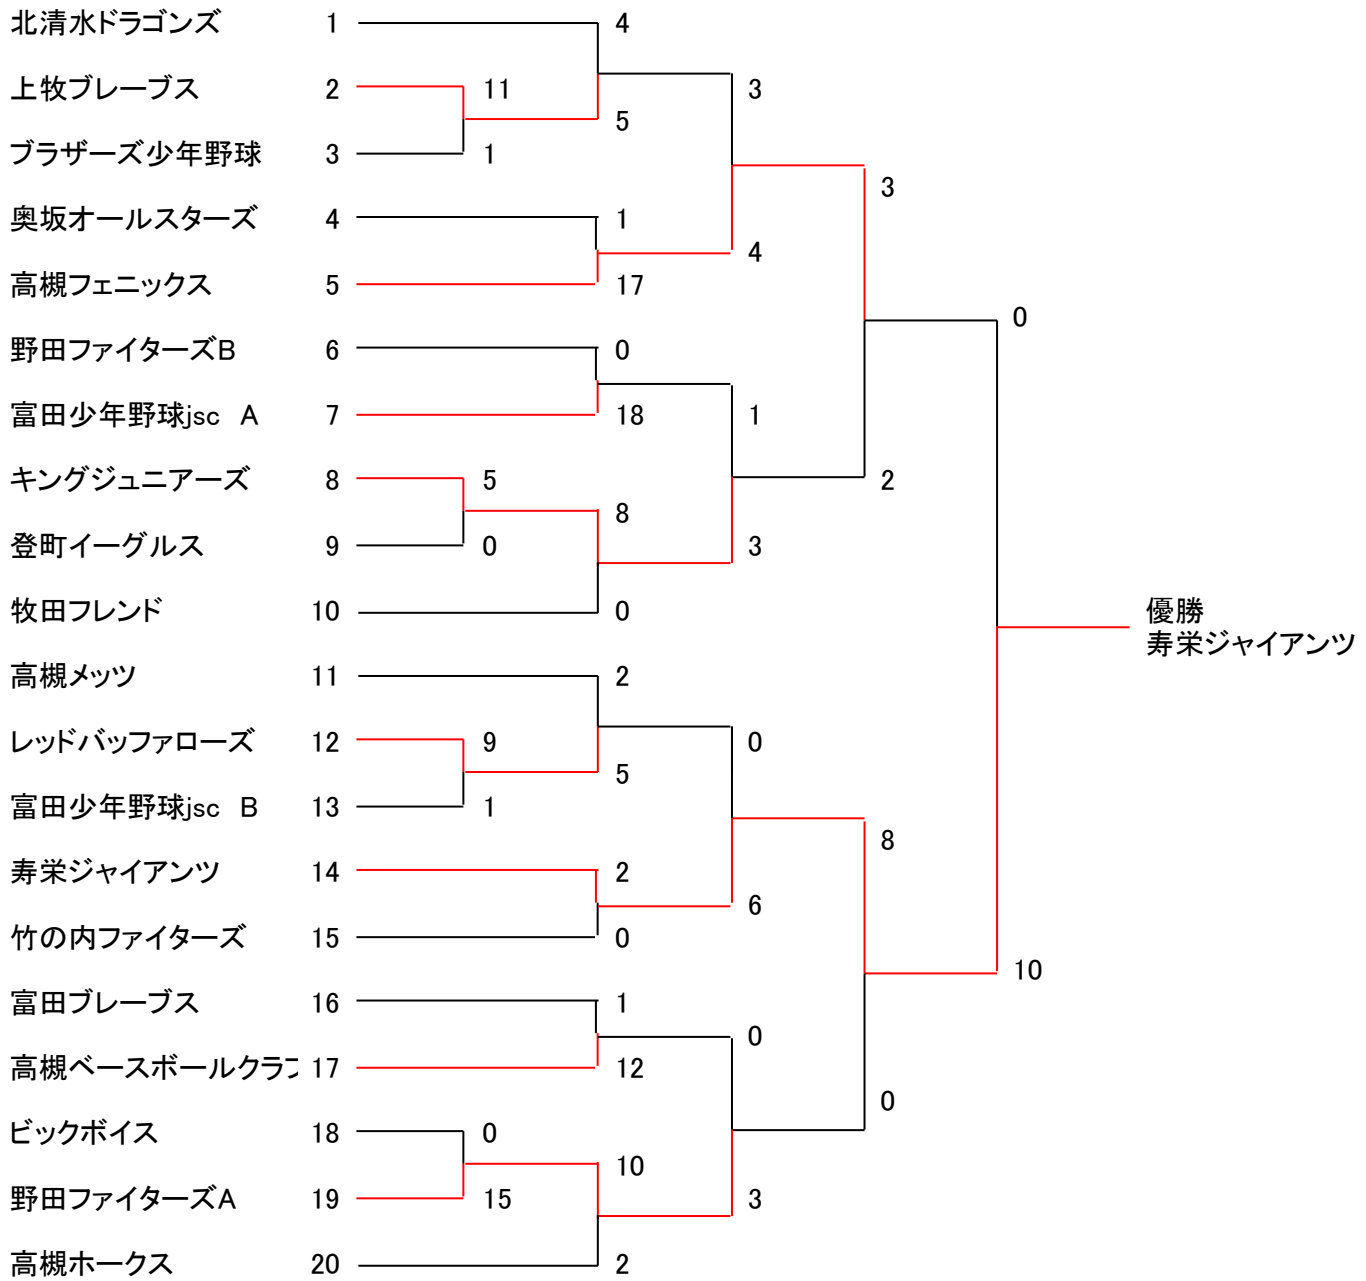 北清水ドラゴンズ 1 4
上牧ブレーブス 2 11 3
5
ブラザーズ少年野球 3 1
3
奥坂オールスターズ 4 1
4
高槻フェニックス 5 17
0
野田ファイターズB 6 0
富田少年野球jsc A 7 18 1
キングジュニアーズ 8 5 2
8
登町イーグルス 9 0 3
牧田フレンド 10 0
優勝
寿栄ジャイアンツ
高槻メッツ 11 2
レッドバッファローズ 12 9 0
5
富田少年野球jsc B 13 1
8
寿栄ジャイアンツ 14 2
6
竹の内ファイターズ 15 0
10
富田ブレーブス 16 1
0
高槻ベースボールクラブ 17 12
0
ビックボイス 18 0
10
野田ファイターズA 19 15 3
高槻ホークス 20 2